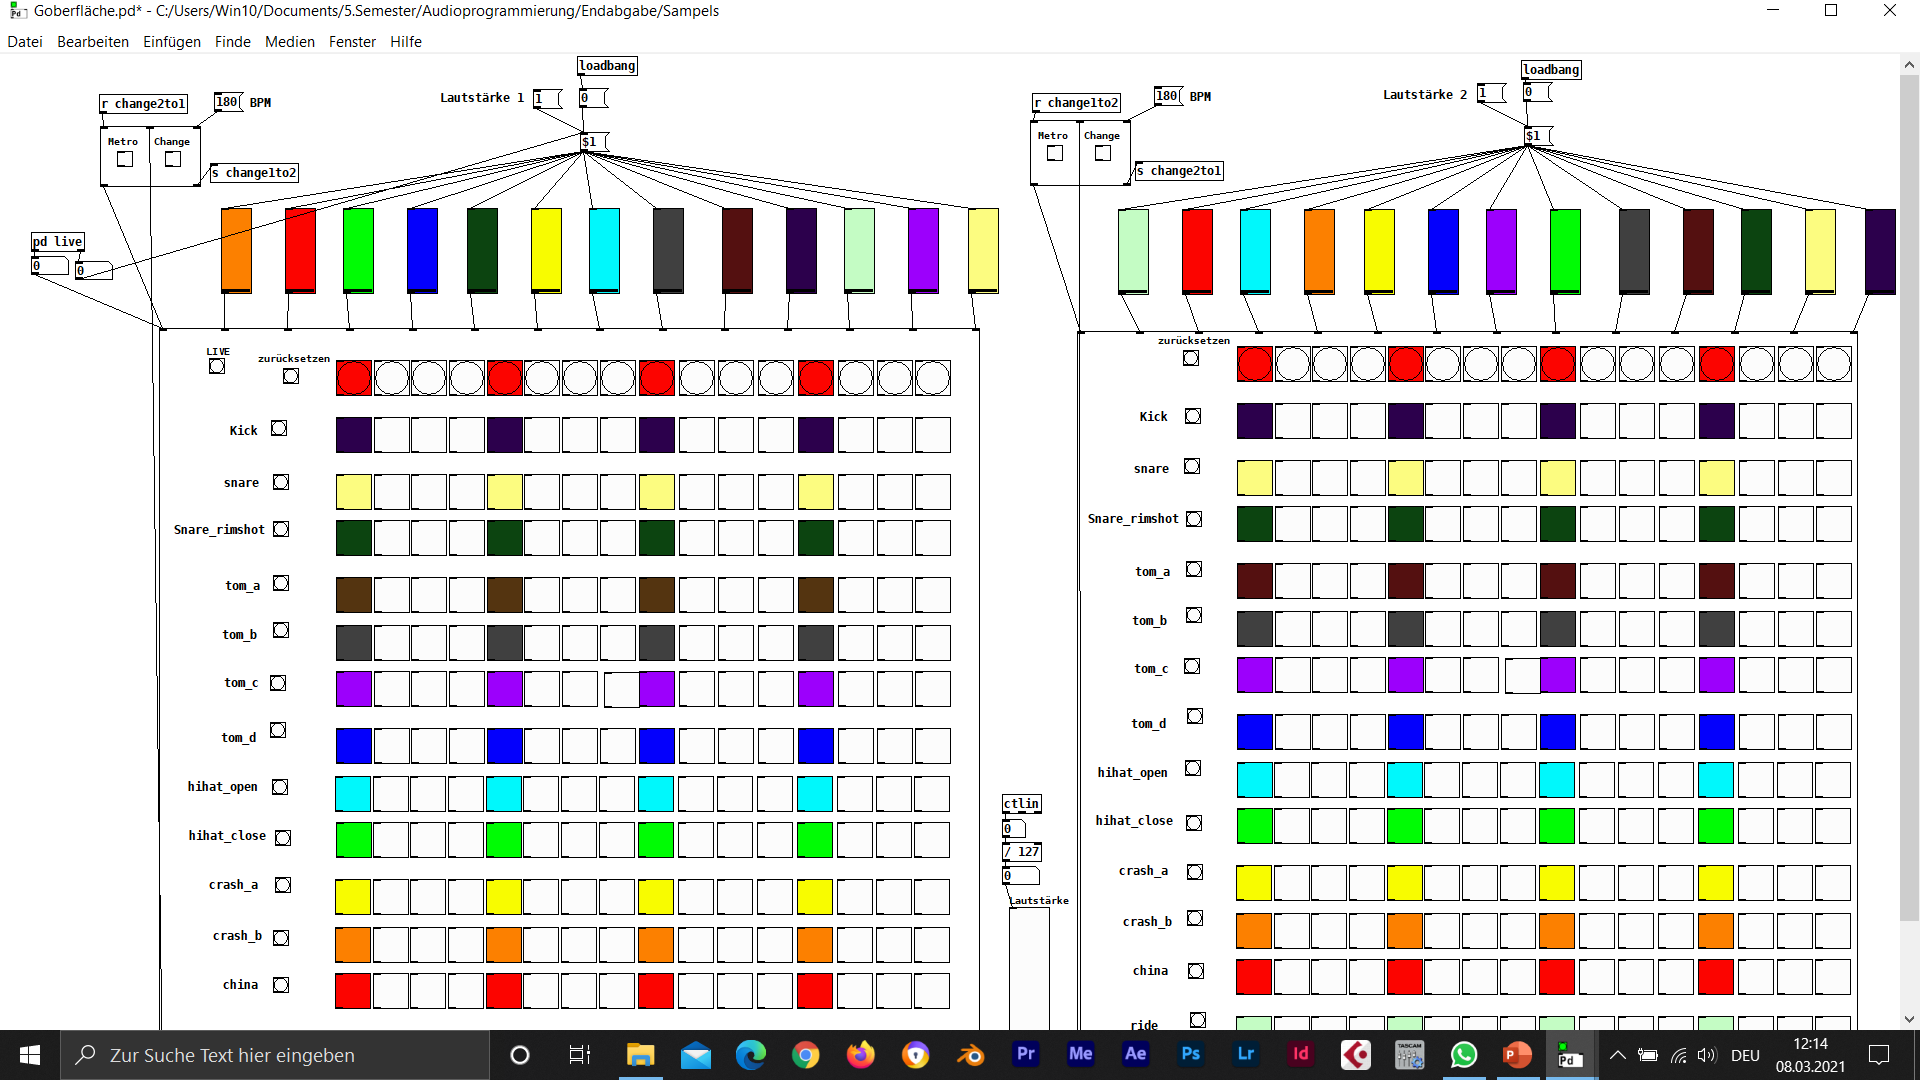 Goberfläche.pd* - C:/Users/Win10/Documents/5.Semester/Audioprogrammierung/Endabgabe/Sampels
Datei Bearbeiten Einfügen Finde Medien Fenster Hilfe
loadbang
Lautstärke 1
1
0
$1
r change2to1
180
BPM
Metro
Change
s change1to2
pd live
0
0
LIVE
zurücksetzen
Kick
snare
Snare_rimshot
tom_a
tom_b
tom_c
tom_d
hihat_open
hihat_close
crash_a
crash_b
china
ctlin
0
/ 127
0
Lautstärke
loadbang
Lautstärke 2
1
0
$1
r change1to2
180
BPM
Metro
Change
s change2to1
zurücksetzen
Kick
snare
Snare_rimshot
tom_a
tom_b
tom_c
tom_d
hihat_open
hihat_close
crash_a
crash_b
china
ride
Zur Suche Text hier eingeben
Pr
Me
Ae
Ps
Lr
Id
TASCAM
P
Pd
DEU
12:14
08.03.2021